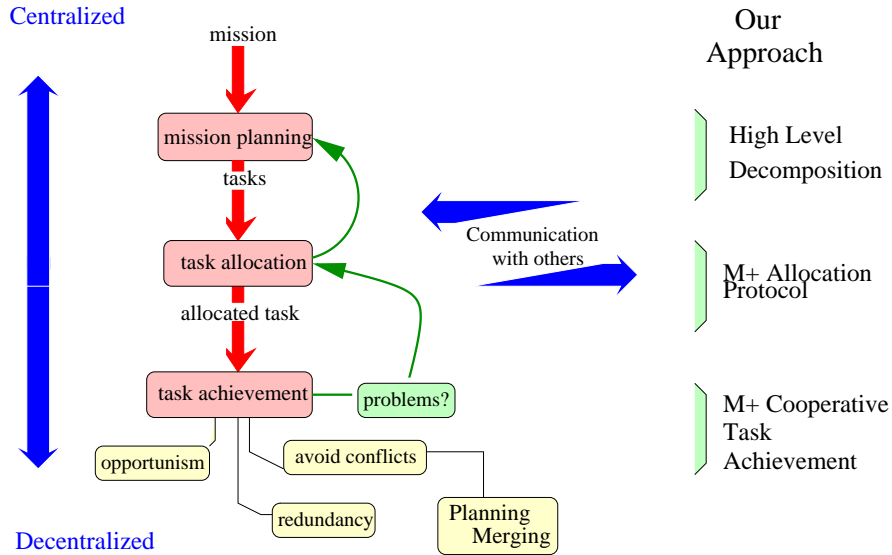 Centralized
mission
Our
Approach
mission planning
High Level
Decomposition
tasks
Communication
with others
task allocation
M+ Allocation
Protocol
allocated task
task achievement
problems?
M+ Cooperative
Task
Achievement
opportunism
avoid conflicts
redundancy
Planning
Merging
Decentralized